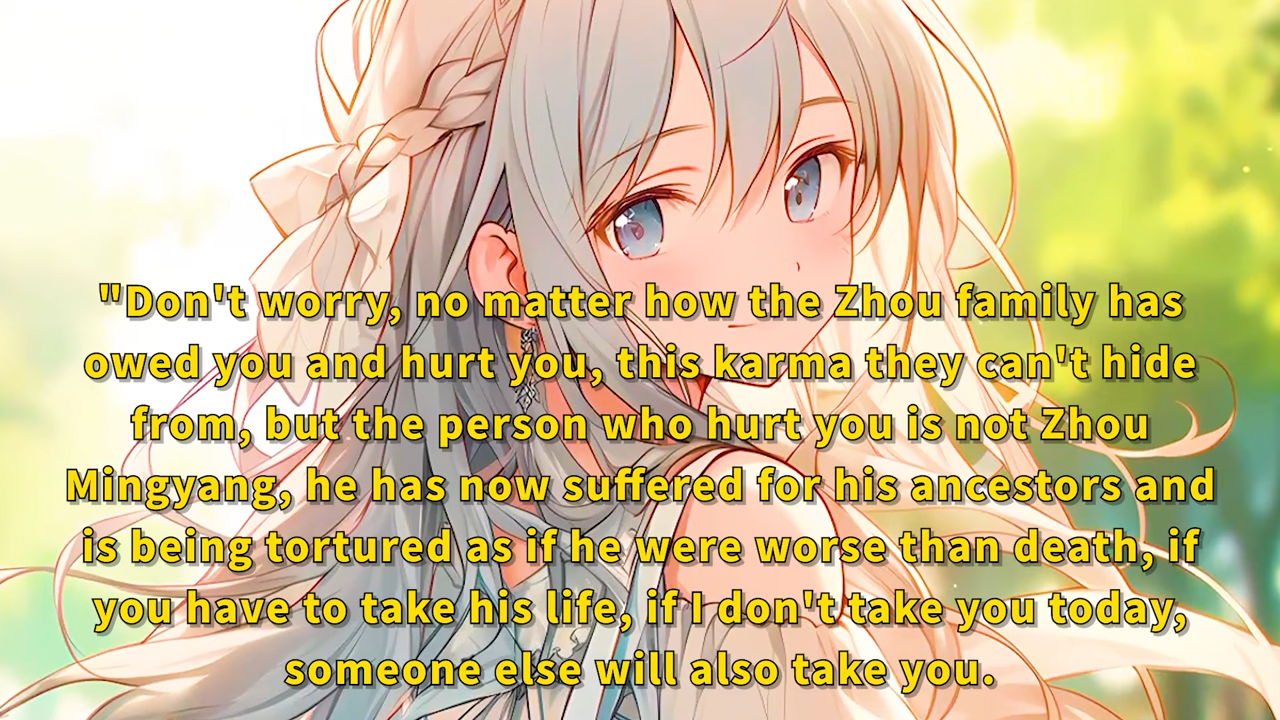 "Don't worry, no matter how the Zhou family has
owed you and hurt you, this karma they can't hide
from, but the person who hurt you is not Zhou
Mingyang, he has now suffered for his ancestors and
is being tortured as if he were worse than death, if
you have to take his life, if I don't take you today,
someone else will also take you.